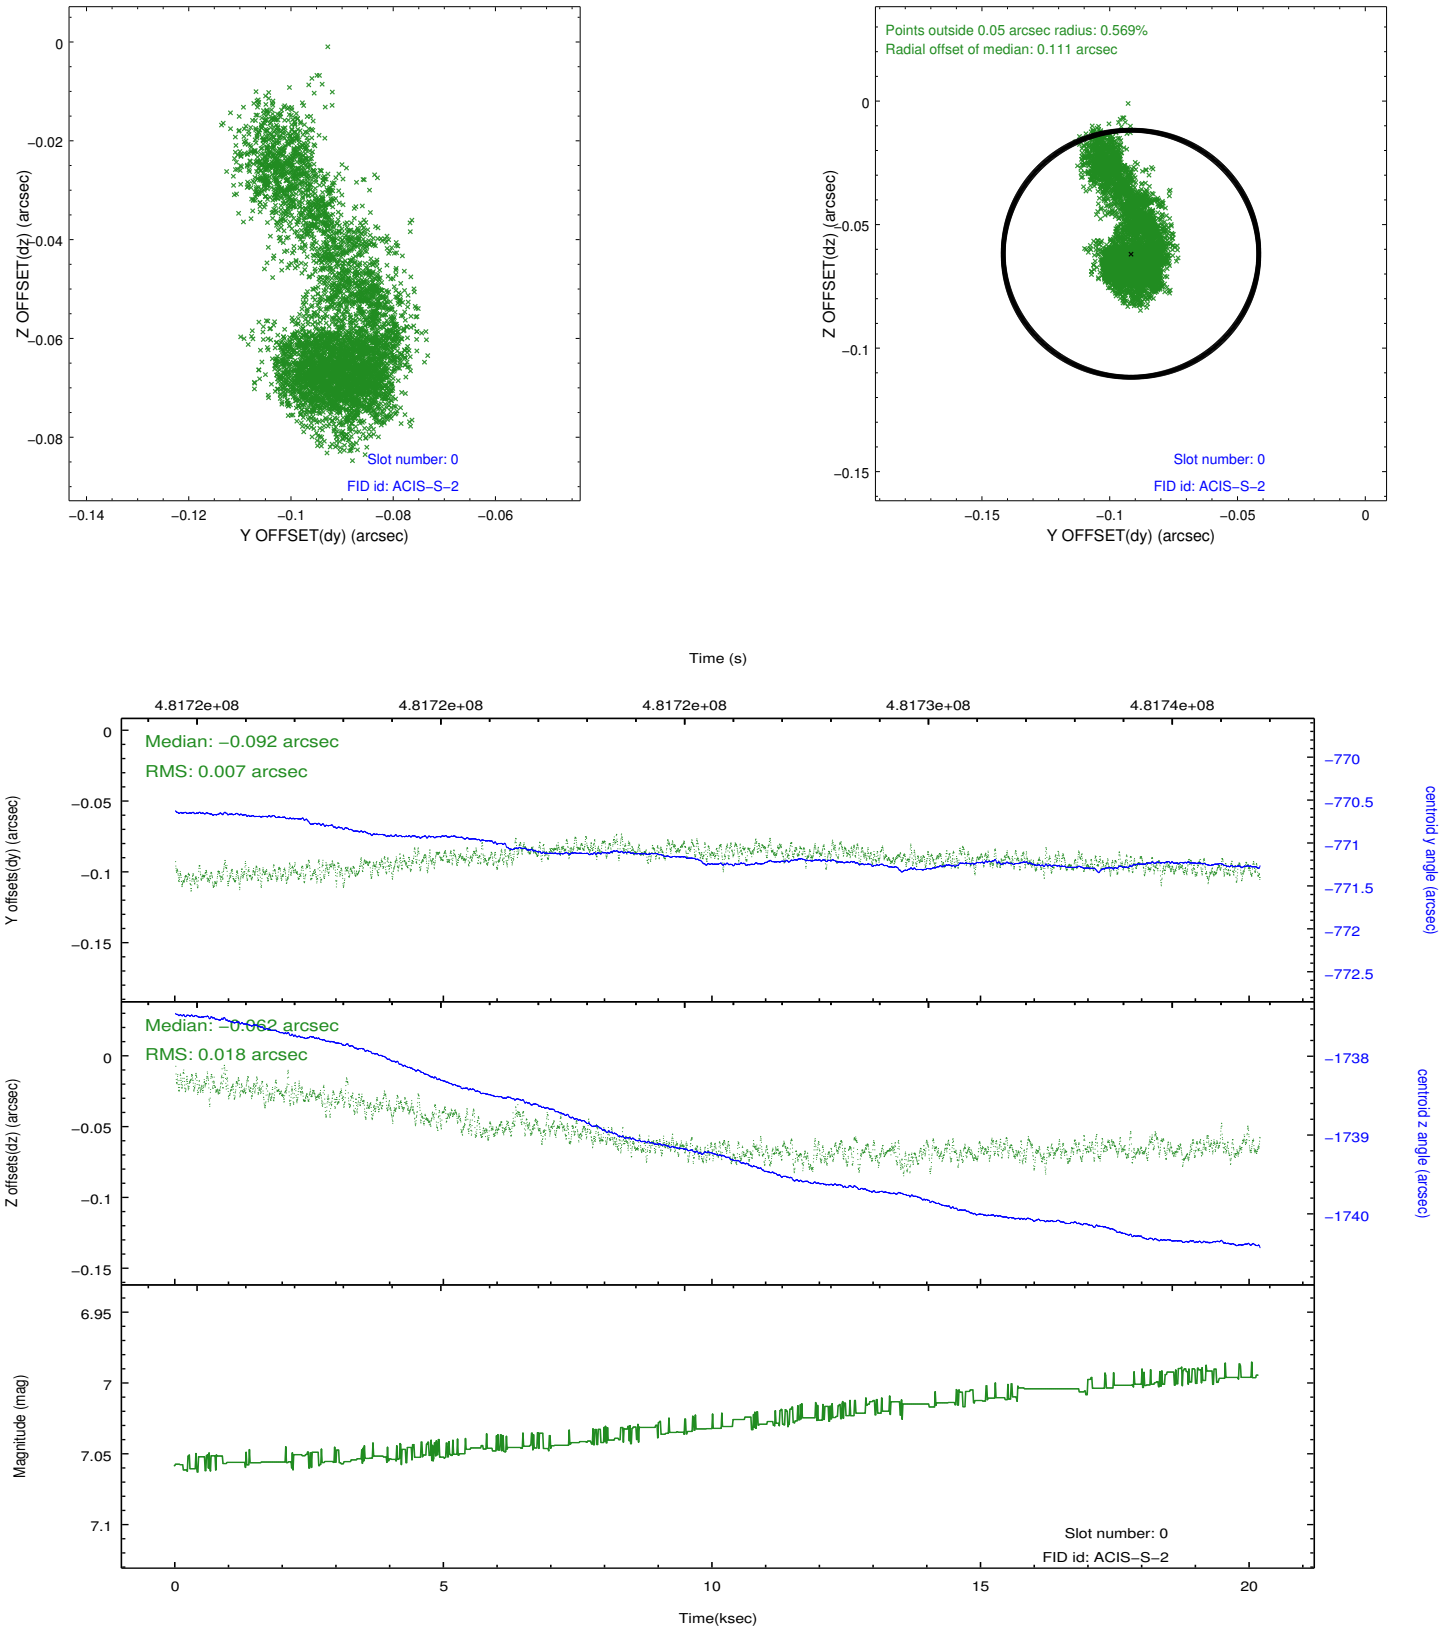 0
−0.02
−0.04
−0.06
−0.08
Z OFFSET(dz) (arcsec)
Slot number: 0
FID id: ACIS−S−2
−0.14
−0.12
−0.1
−0.08
−0.06
Y OFFSET(dy) (arcsec)
Points outside 0.05 arcsec radius: 0.569%
Radial offset of median: 0.111 arcsec
0
−0.05
−0.1
−0.15
Z OFFSET(dz) (arcsec)
Slot number: 0
FID id: ACIS−S−2
−0.15
−0.1
−0.05
0
Y OFFSET(dy) (arcsec)
Time (s)
4.8172e+08
4.8172e+08
4.8172e+08
4.8173e+08
4.8174e+08
Median: −0.092 arcsec
RMS: 0.007 arcsec
0
−0.05
−0.1
−0.15
Y offsets(dy) (arcsec)
−770
−770.5
−771
−771.5
−772
−772.5
centroid y angle (arcsec)
Median: −0.062 arcsec
RMS: 0.018 arcsec
0
−0.05
−0.1
−0.15
Z offsets(dz) (arcsec)
−1738
−1739
−1740
centroid z angle (arcsec)
6.95
7
7.05
7.1
Magnitude (mag)
Slot number: 0
FID id: ACIS−S−2
0
5
10
15
20
Time(ksec)